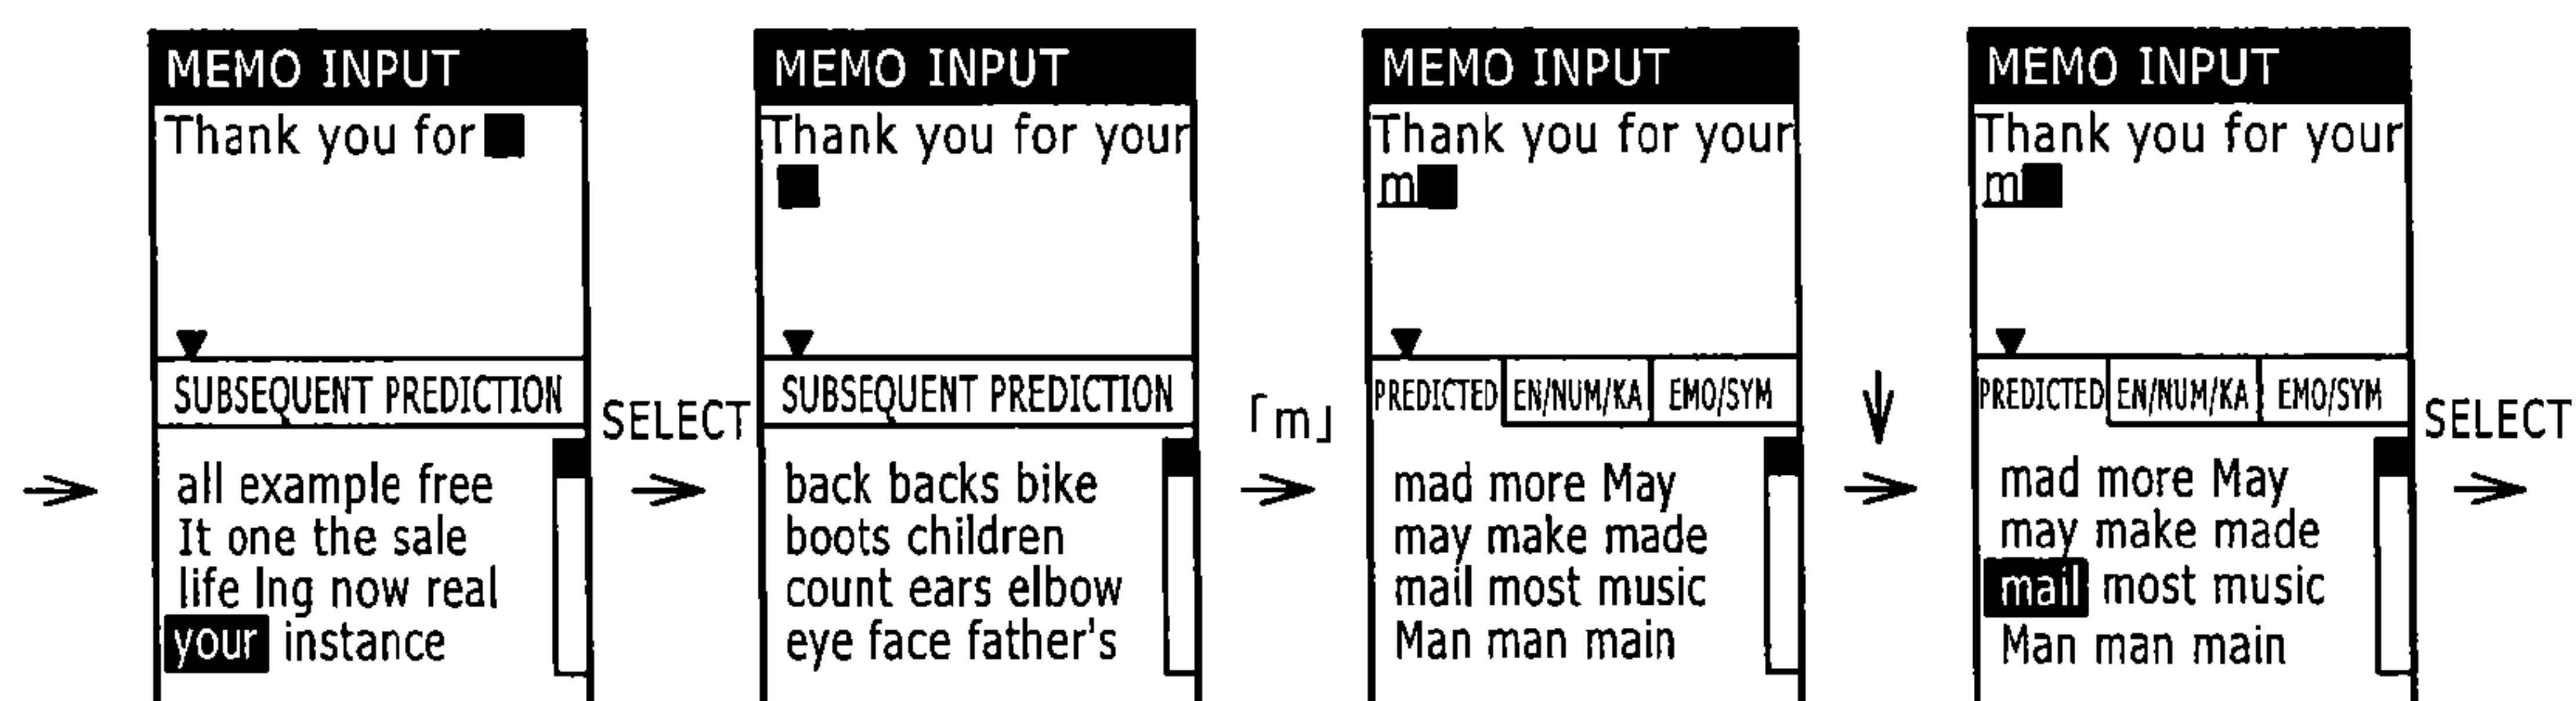 MEMO INPUT
Thank you for
SUBSEQUENT PREDICTION
all example free
It one the sale
life lng now real
your instance
SELECT
MEMO INPUT
Thank you for your
SUBSEQUENT PREDICTION
back backs bike
boots children
count ears elbow
eye face father's
「m」
MEMO INPUT
Thank you for your
m
PREDICTED EN/NUM/KA EMO/SYM
mad more May
may make made
mail most music
Man man main
MEMO INPUT
Thank you for your
m
PREDICTED EN/NUM/KA EMO/SYM
mad more May
may make made
mail most music
Man man main
SELECT